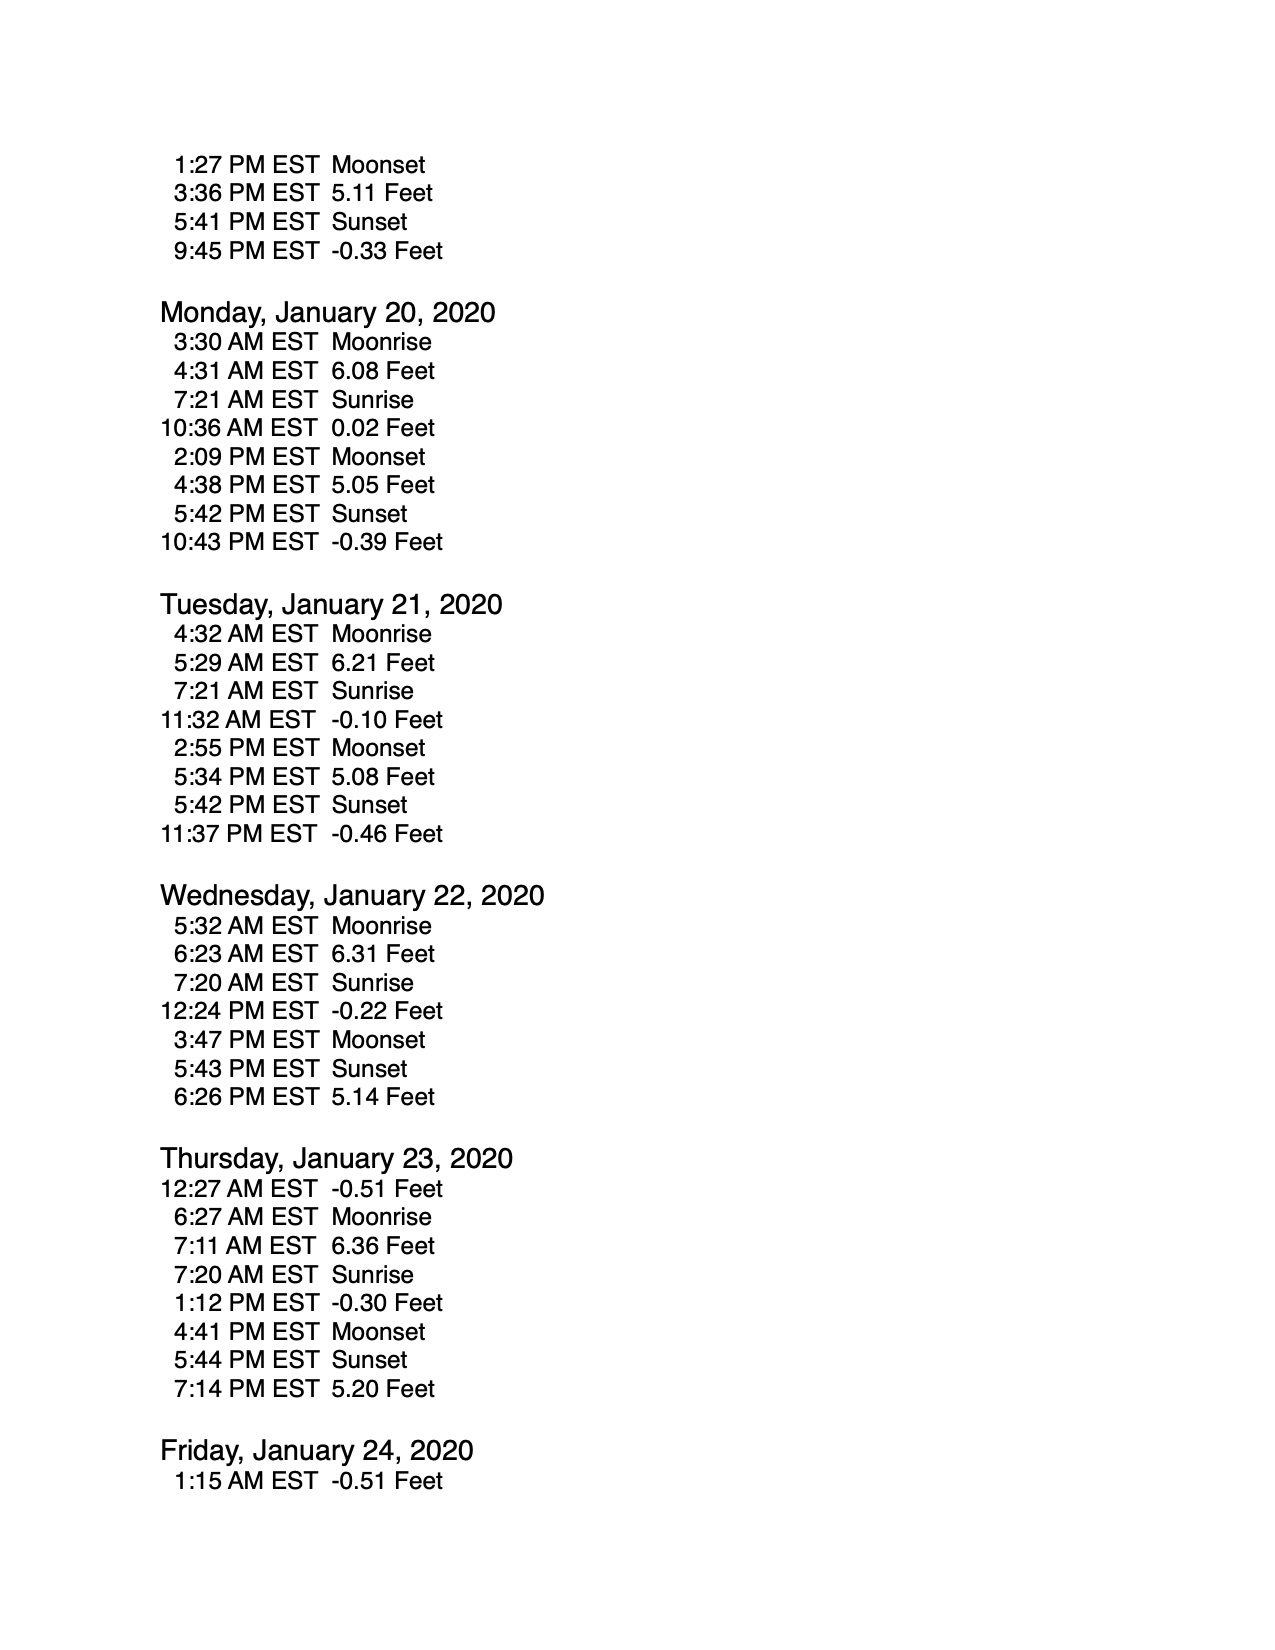 1:27 PM EST Moonset
3:36 PM EST 5.11 Feet
5:41 PM EST Sunset
9:45 PM EST -0.33 Feet
Monday, January 20, 2020
3:30 AM EST Moonrise
4:31 AM EST 6.08 Feet
7:21 AM EST Sunrise
10:36 AM EST 0.02 Feet
2:09 PM EST Moonset
4:38 PM EST 5.05 Feet
5:42 PM EST Sunset
10:43 PM EST -0.39 Feet
Tuesday, January 21, 2020
4:32 AM EST Moonrise
5:29 AM EST 6.21 Feet
7:21 AM EST Sunrise
11:32 AM EST -0.10 Feet
2:55 PM EST Moonset
5:34 PM EST 5.08 Feet
5:42 PM EST Sunset
11:37 PM EST -0.46 Feet
Wednesday, January 22, 2020
5:32 AM EST Moonrise
6:23 AM EST 6.31 Feet
7:20 AM EST Sunrise
12:24 PM EST -0.22 Feet
3:47 PM EST Moonset
5:43 PM EST Sunset
6:26 PM EST 5.14 Feet
Thursday, January 23, 2020
12:27 AM EST -0.51 Feet
6:27 AM EST Moonrise
7:11 AM EST 6.36 Feet
7:20 AM EST Sunrise
1:12 PM EST -0.30 Feet
4:41 PM EST Moonset
5:44 PM EST Sunset
7:14 PM EST 5.20 Feet
Friday, January 24, 2020
1:15 AM EST -0.51 Feet